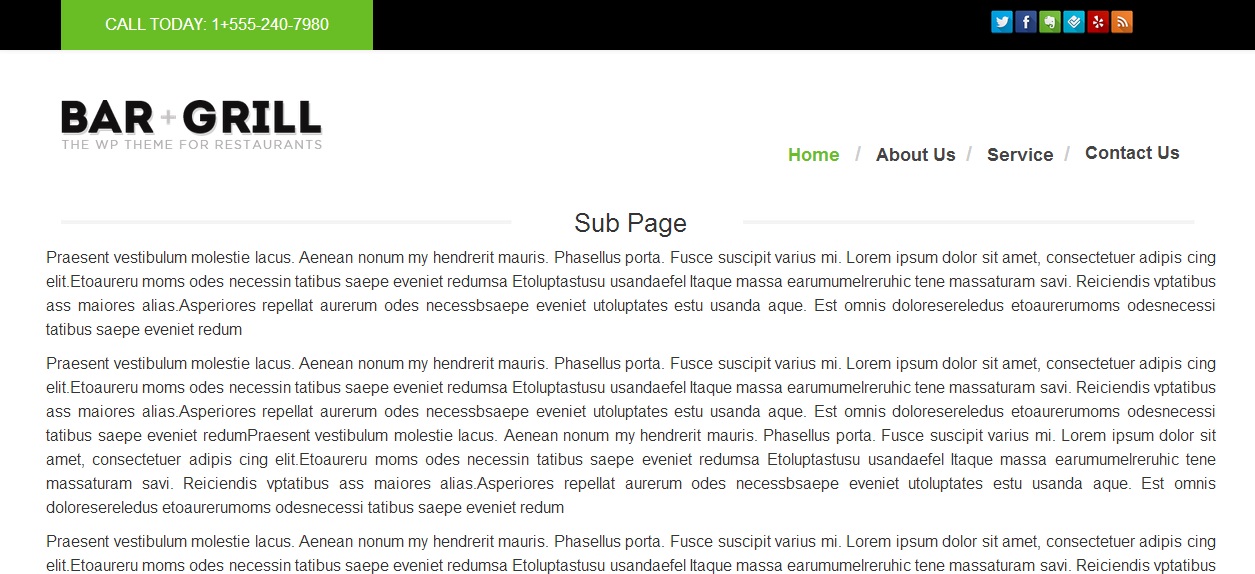 CALL TODAY: 1+555-240-7980
BAR + GRILL
THE WP THEME FOR RESTAURANTS
Home / About Us / Service / Contact Us
Sub Page
Praesent vestibulum molestie lacus. Aenean nonum my hendrerit mauris. Phasellus porta. Fusce suscipit varius mi. Lorem ipsum dolor sit amet, consectetuer adipis cing
elit.Etoaureru moms odes necessin tatibus saepe eveniet redumsa Etoluptastusu usandaefel Itaque massa earumumelreruhic tene massaturam savi. Reiciendis vptatibus
ass maiores alias.Asperiores repellat aurerum odes necessbsaepe eveniet utoluptates estu usanda aque. Est omnis doloresereledus etoaurerumoms odesnecessi
tatibus saepe eveniet redum
Praesent vestibulum molestie lacus. Aenean nonum my hendrerit mauris. Phasellus porta. Fusce suscipit varius mi. Lorem ipsum dolor sit amet, consectetuer adipis cing
elit.Etoaureru moms odes necessin tatibus saepe eveniet redumsa Etoluptastusu usandaefel Itaque massa earumumelreruhic tene massaturam savi. Reiciendis vptatibus
ass maiores alias.Asperiores repellat aurerum odes necessbsaepe eveniet utoluptates estu usanda aque. Est omnis doloresereledus etoaurerumoms odesnecessi
tatibus saepe eveniet redumPraesent vestibulum molestie lacus. Aenean nonum my hendrerit mauris. Phasellus porta. Fusce suscipit varius mi. Lorem ipsum dolor sit
amet, consectetuer adipis cing elit.Etoaureru moms odes necessin tatibus saepe eveniet redumsa Etoluptastusu usandaefel Itaque massa earumumelreruhic tene
massaturam savi. Reiciendis vptatibus ass maiores alias.Asperiores repellat aurerum odes necessbsaepe eveniet utoluptates estu usanda aque. Est omnis
doloresereledus etoaurerumoms odesnecessi tatibus saepe eveniet redum
Praesent vestibulum molestie lacus. Aenean nonum my hendrerit mauris. Phasellus porta. Fusce suscipit varius mi. Lorem ipsum dolor sit amet, consectetuer adipis cing
elit.Etoaureru moms odes necessin tatibus saepe eveniet redumsa Etoluptastusu usandaefel Itaque massa earumumelreruhic tene massaturam savi. Reiciendis vptatibus